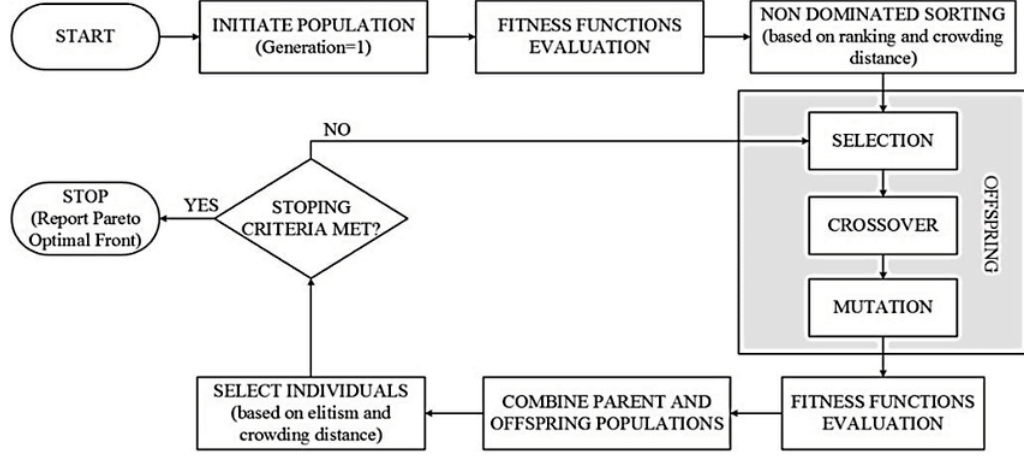 START
INITIATE POPULATION
(Generation=1)
FITNESS FUNCTIONS
EVALUATION
NON DOMINATED SORTING
(based on ranking and crowding
distance)
NO
SELECTION
STOP
(Report Pareto
Optimal Front)
YES
STOPING
CRITERIA MET?
CROSSOVER
OFFSPRING
MUTATION
SELECT INDIVIDUALS
(based on elitism and
crowding distance)
COMBINE PARENT AND
OFFSPRING POPULATIONS
FITNESS FUNCTIONS
EVALUATION